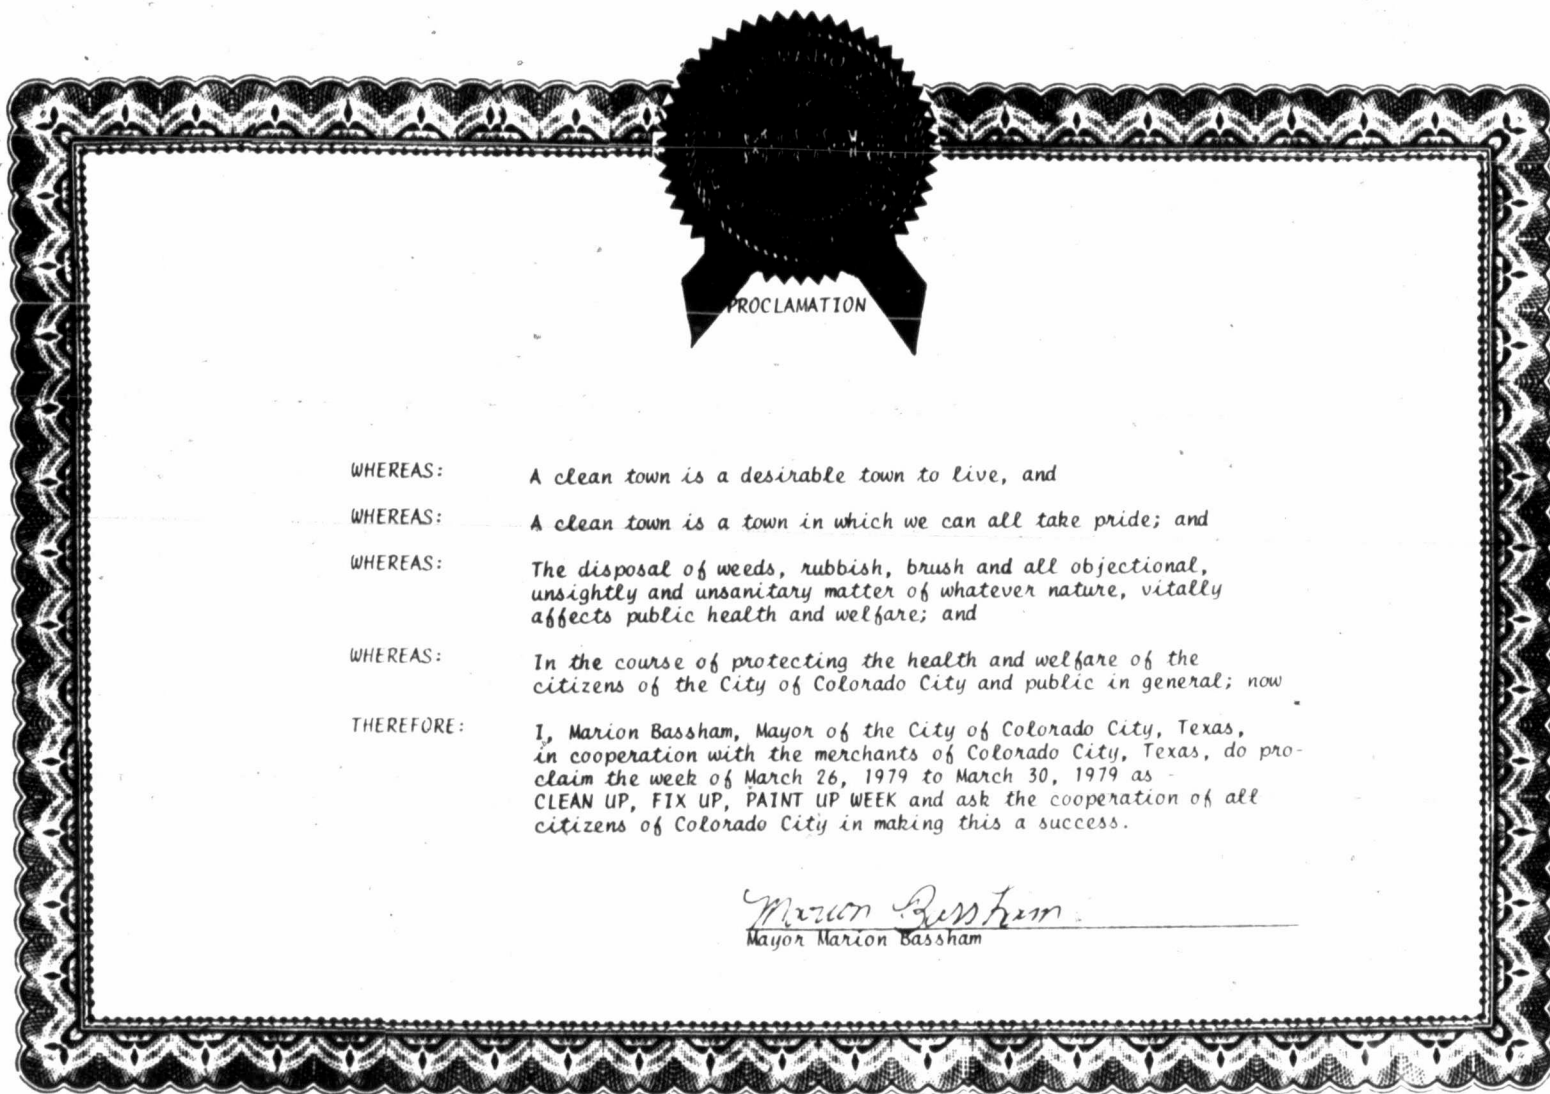 PROCLAMATION
WHEREAS: A clean town is a desirable town to live, and
WHEREAS: A clean town is a town in which we can all take pride; and
WHEREAS: The disposal of weeds, rubbish, brush and all objectional,
unsightly and unsanitary matter of whatever nature, vitally
affects public health and welfare; and
WHEREAS: In the course of protecting the health and welfare of the
citizens of the City of Colorado City and public in general; now
THEREFORE: I, Marion Bassham, Mayor of the City of Colorado City, Texas,
in cooperation with the merchants of Colorado City, Texas, do pro-
claim the week of March 26, 1979 to March 30, 1979 as
CLEAN UP, FIX UP, PAINT UP WEEK and ask the cooperation of all
citizens of Colorado City in making this a success.
Marion Bassham
Mayor Marion Bassham